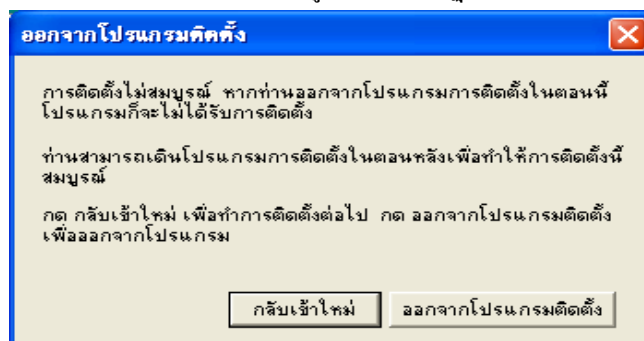 ออกจากโปรแกรมติดตั้ง
การติดตั้งไม่สมบูรณ์ หากท่านออกจากโปรแกรมการติดตั้งในตอนนี้
โปรแกรมก็จะไม่ได้รับการติดตั้ง
ท่านสามารถเดินโปรแกรมการติดตั้งในตอนหลังเพื่อทำให้การติดตั้งนี้
สมบูรณ์
กด กลับเข้าใหม่ เพื่อทำการติดตั้งต่อไป กด ออกจากโปรแกรมติดตั้ง
เพื่อออกจากโปรแกรม
กลับเข้าใหม่ ออกจากโปรแกรมติดตั้ง